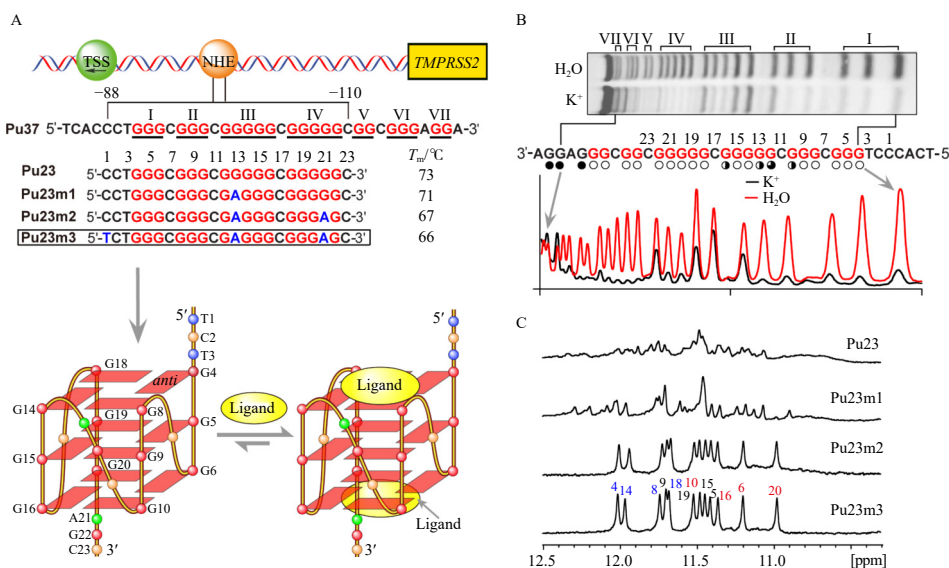 A
TSS
NHE
TMPRSS2
−88
−110
I II III IV V VI VII
Pu37 5′-TCACCCTGGGCGGGCGGGGGCGGGGGCGGCGGGAGGA-3′
1 3 5 7 9 11 13 15 17 19 21 23 Tm/℃
Pu23 5′-CCTGGGCGGGCGGGGGCGGGGGC-3′ 73
Pu23m1 5′-CCTGGGCGGGCGAGGGCGGGGGC-3′ 71
Pu23m2 5′-CCTGGGCGGGCGAGGGCGGGAGC-3′ 67
Pu23m3 5′-TCTGGGCGGGCGAGGGCGGGAGC-3′ 66
5′
T1
C2
T3
G18
anti
G4
G14
G19
G8
G5
G15
G20
G9
G6
G16
G10
A21
G22
C23
3′
Ligand
5′
Ligand
Ligand
3′
B
VII VI V IV III II I
H2O
K+
23 21 19 17 15 13 11 9 7 5 3 1
3′-AGGAGGGCGGCGGGGGCGGGGGCGGGCGGGTCCCACT-5′
K+
H2O
C
Pu23
Pu23m1
Pu23m2
Pu23m3
4 14 8 9 18 19 10 15 5 16 6 20
12.5 12.0 11.5 11.0 [ppm]